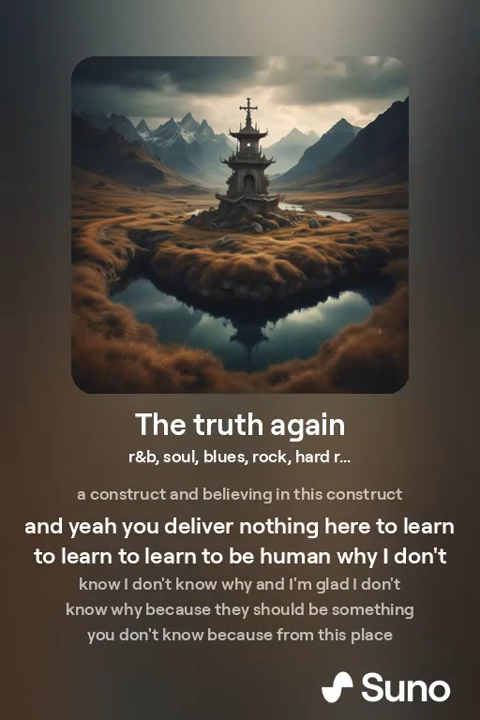 The truth again
r&b, soul, blues, rock, hard r...
a construct and believing in this construct
and yeah you deliver nothing here to learn
to learn to learn to be human why I don't
know I don't know why and I'm glad I don't
know why because they should be something
you don't know because from this place
Suno